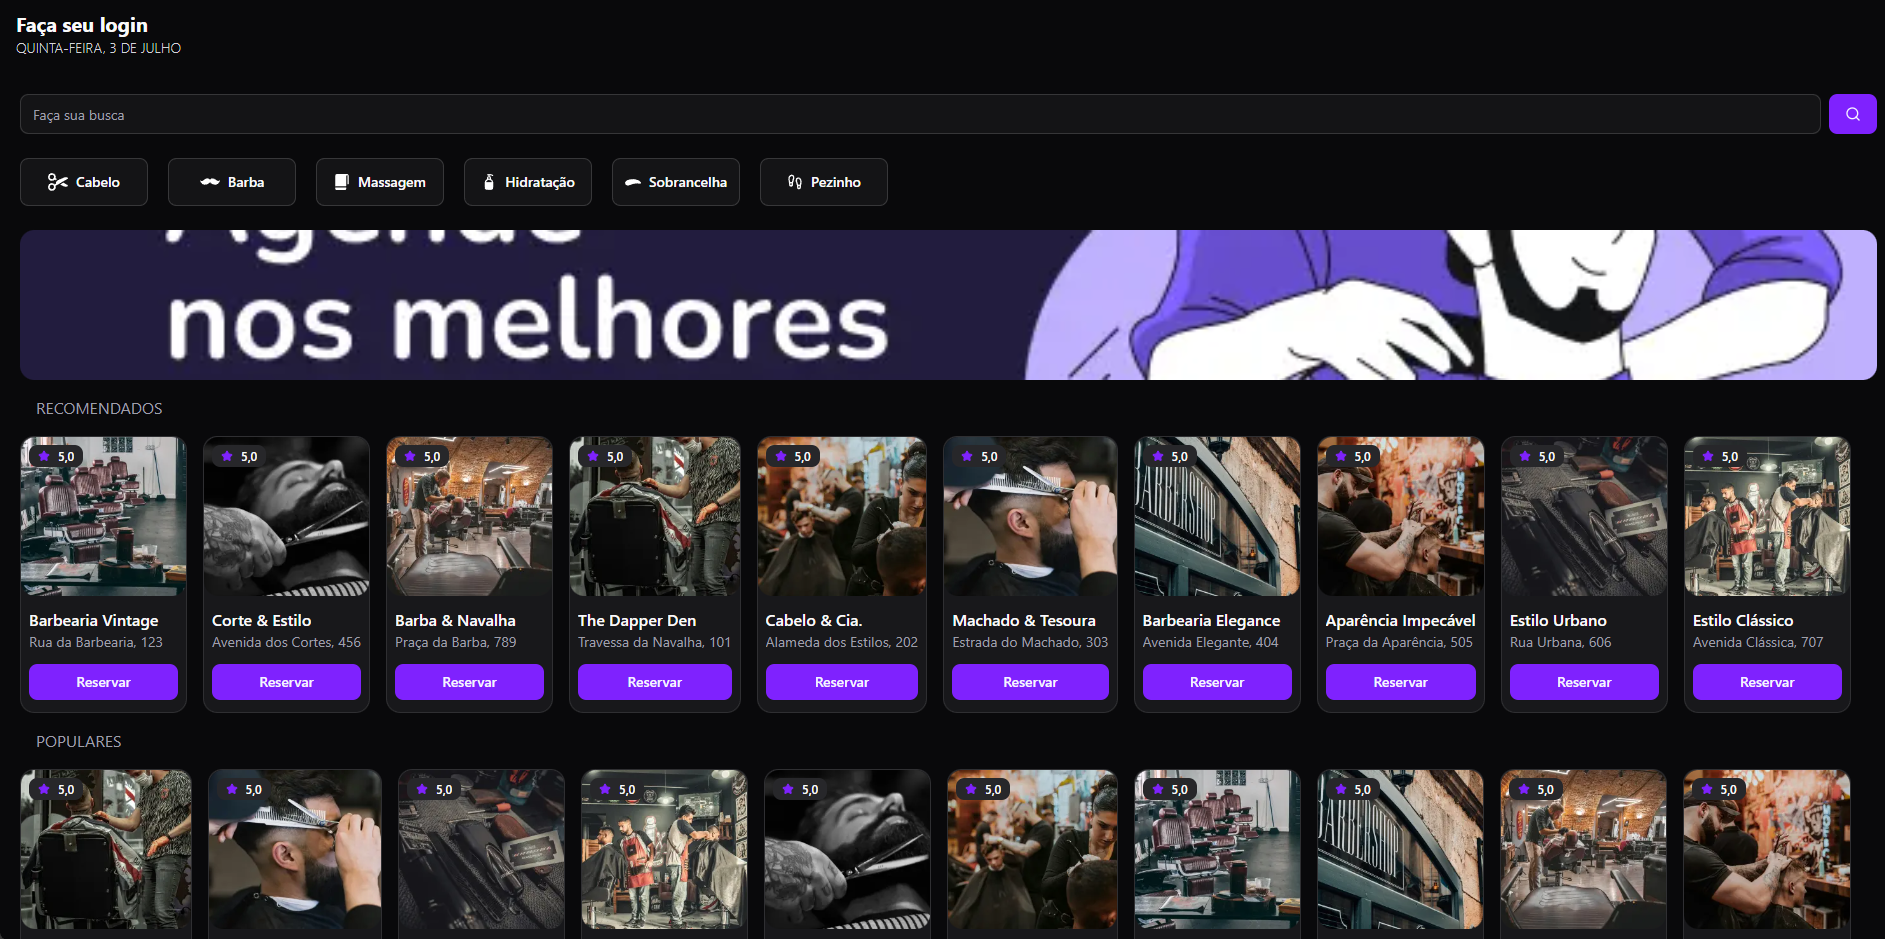 Faça seu login
QUINTA-FEIRA, 3 DE JULHO
Faça sua busca
Cabelo
Barba
Massagem
Hidratação
Sobrancelha
Pezinho
Agende
nos melhores
RECOMENDADOS
5,0
5,0
5,0
5,0
5,0
5,0
5,0
5,0
5,0
5,0
Barbearia Vintage
Rua da Barbearia, 123
Reservar
Corte & Estilo
Avenida dos Cortes, 456
Reservar
Barba & Navalha
Praça da Barba, 789
Reservar
The Dapper Den
Travessa da Navalha, 101
Reservar
Cabelo & Cia.
Alameda dos Estilos, 202
Reservar
Machado & Tesoura
Estrada do Machado, 303
Reservar
Barbearia Elegance
Avenida Elegante, 404
Reservar
Aparência Impecável
Praça da Aparência, 505
Reservar
Estilo Urbano
Rua Urbana, 606
Reservar
Estilo Clássico
Avenida Clássica, 707
Reservar
POPULARES
5,0
5,0
5,0
5,0
5,0
5,0
5,0
5,0
5,0
5,0
BARBERSHOP